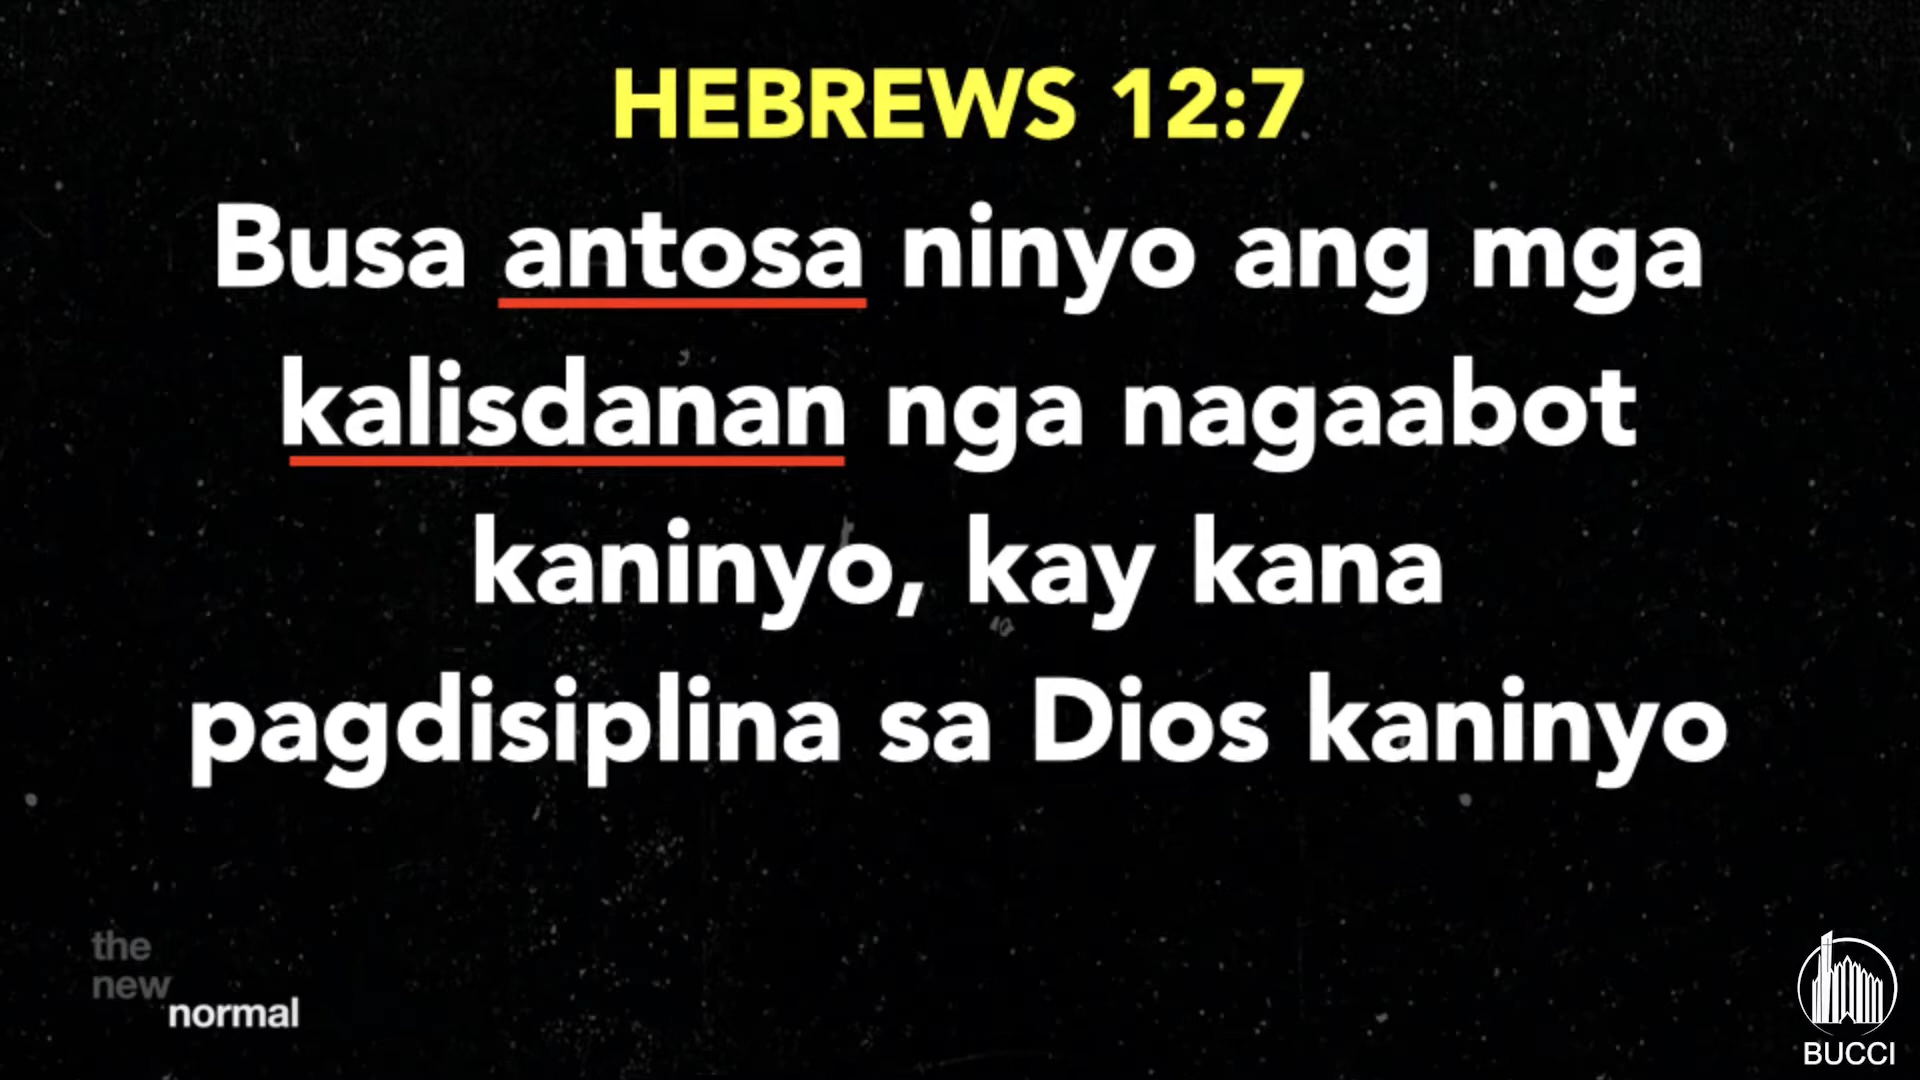 HEBREWS 12:7
Busa antosa ninyo ang mga
kalisdanan nga nagaabot
kaninyo, kay kana
pagdisiplina sa Dios kaninyo
the
new
normal
BUCCI